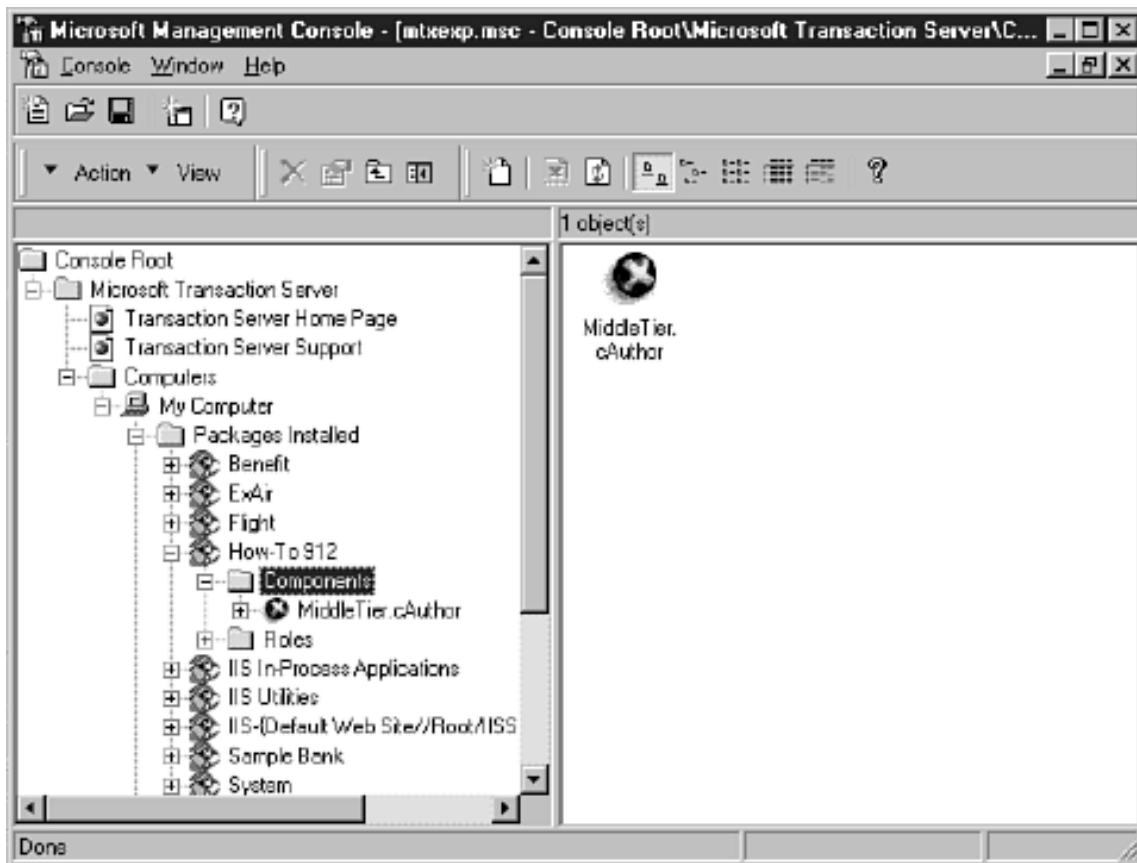 Microsoft Management Console - [mtxexp.msc - Console Root\Microsoft Transaction Server\C...
Console Window Help
Action View
1 object(s)
Console Root
Microsoft Transaction Server
Transaction Server Home Page
Transaction Server Support
Computers
My Computer
Packages Installed
Benefit
ExAir
Flight
How-To 912
Components
MiddleTier.cAuthor
Roles
IIS In-Process Applications
IIS Utilities
IIS-{Default Web Site//Root/IISS
Sample Bank
System
MiddleTier.
cAuthor
Done